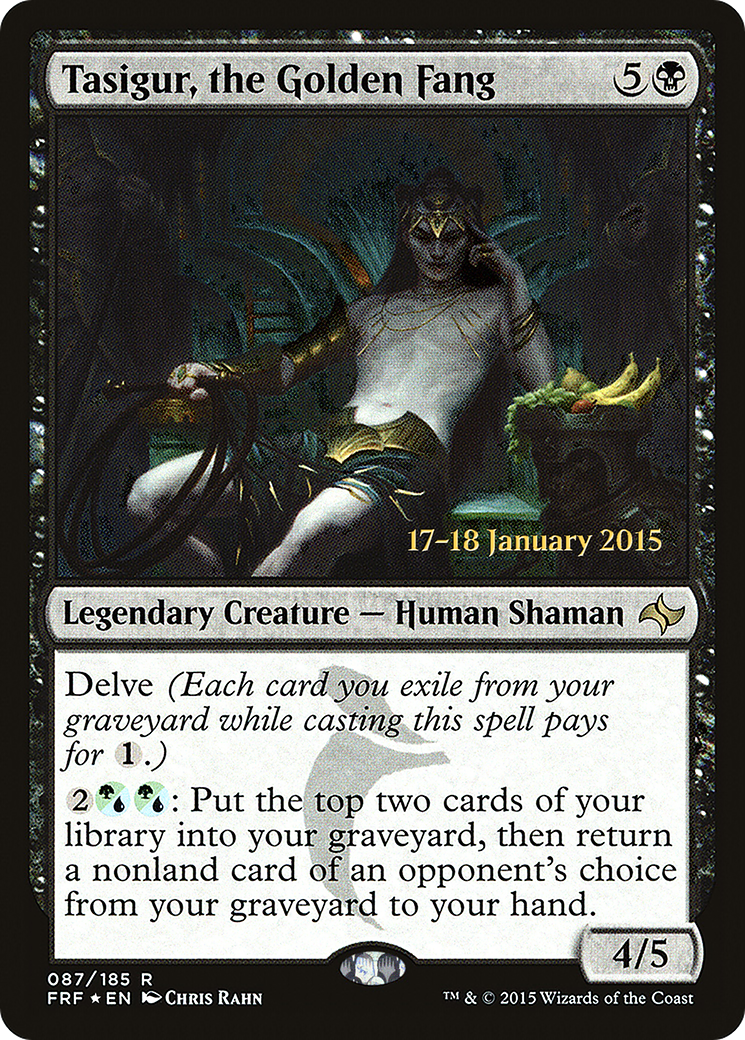 Tasigur, the Golden Fang 5
17–18 January 2015
Legendary Creature — Human Shaman
Delve (Each card you exile from your
graveyard while casting this spell pays
for 1.)
2: Put the top two cards of your
library into your graveyard, then return
a nonland card of an opponent's choice
from your graveyard to your hand.
4/5
087/185 R
FRF ★ EN Chris Rahn
™ & © 2015 Wizards of the Coast